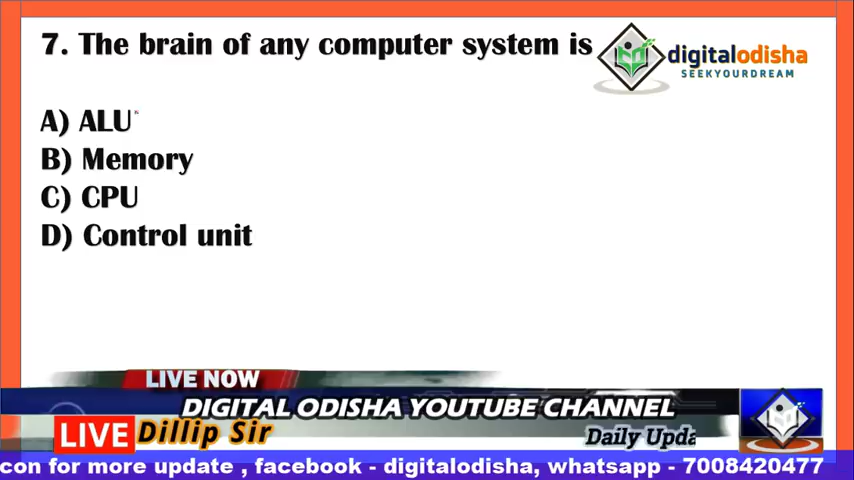 7. The brain of any computer system is
digitalodisha
SEEKYOURDREAM
A) ALU
B) Memory
C) CPU
D) Control unit
LIVE NOW
DIGITAL ODISHA YOUTUBE CHANNEL
LIVE Dillip Sir
Daily Upda
con for more update , facebook - digitalodisha, whatsapp - 7008420477